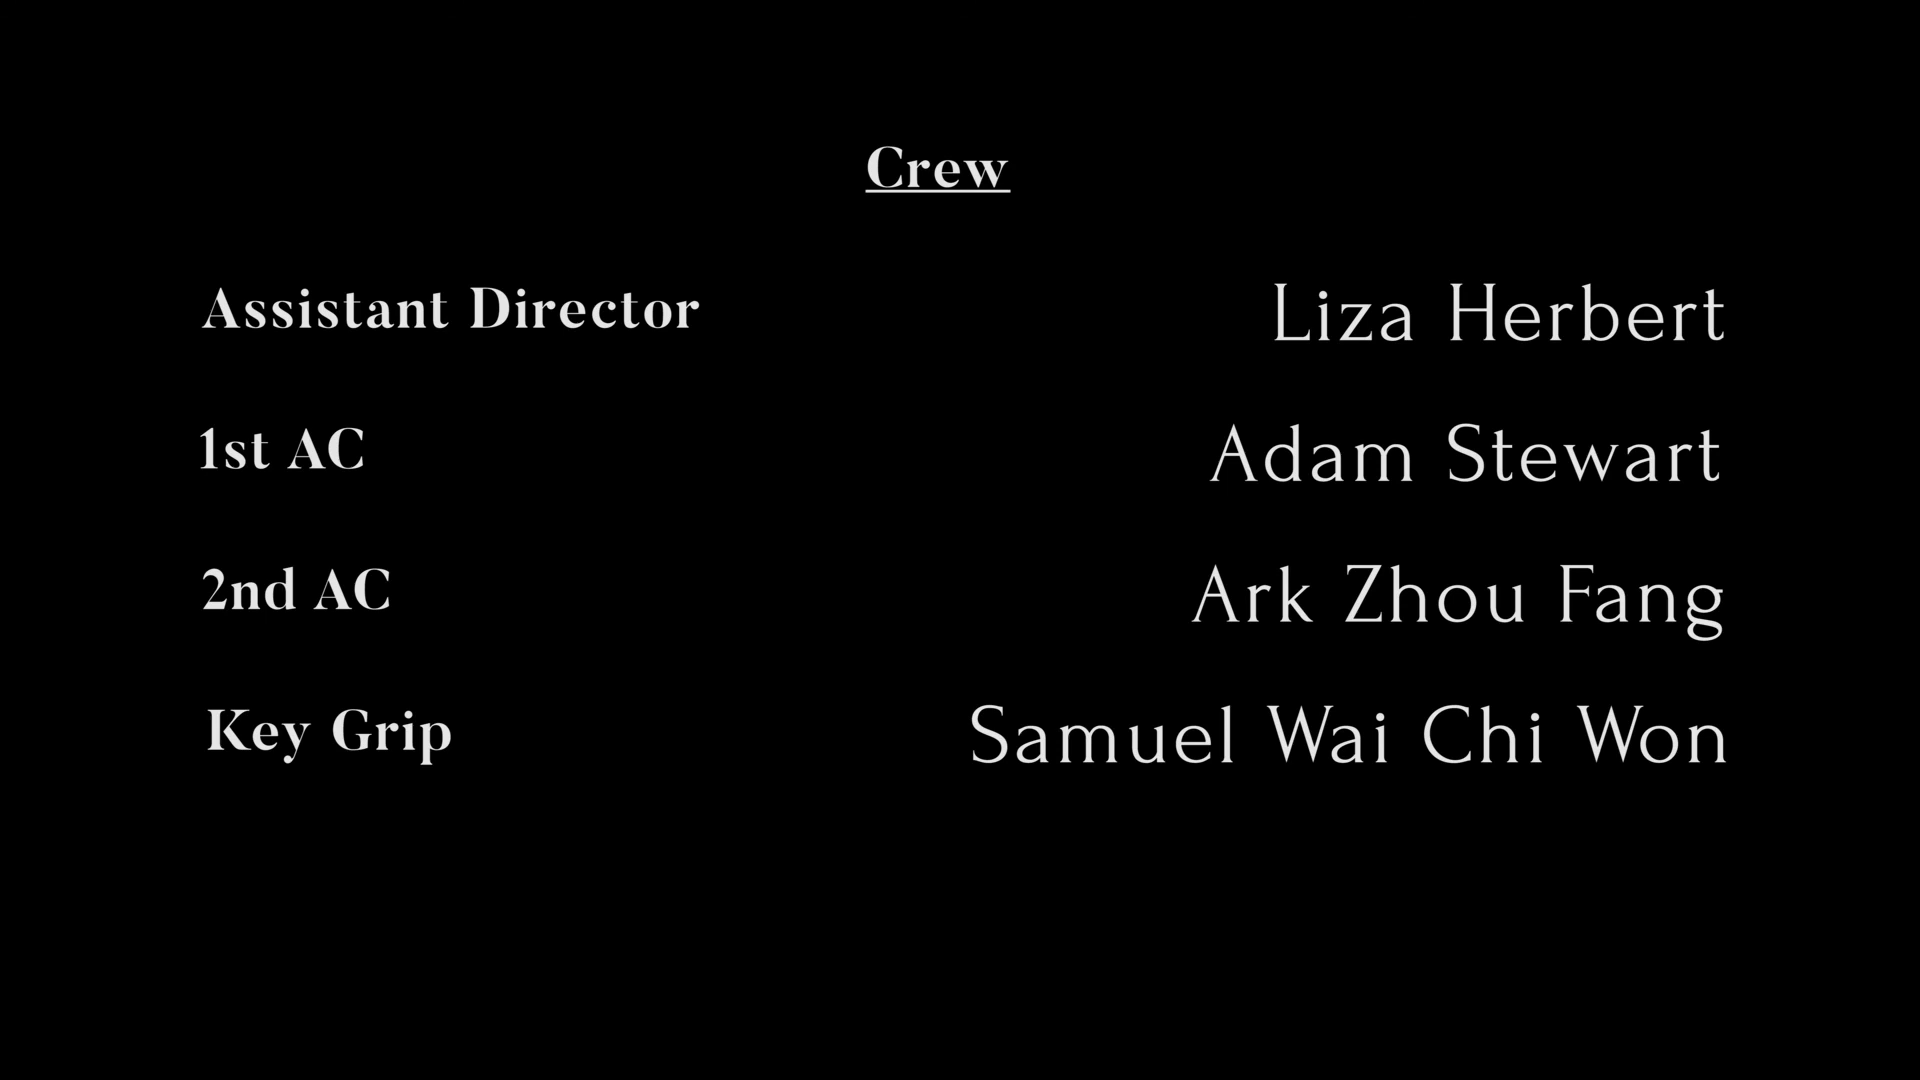 Crew
Assistant Director Liza Herbert
1st AC Adam Stewart
2nd AC Ark Zhou Fang
Key Grip Samuel Wai Chi Won